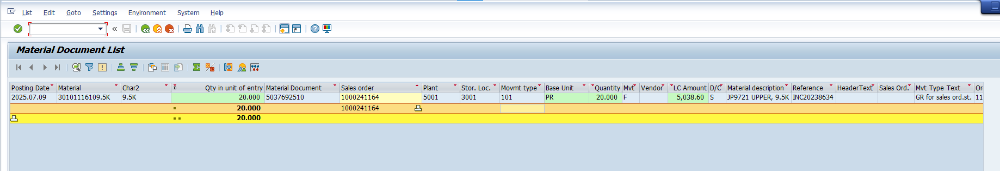 List Edit Goto Settings Environment System Help
«
Material Document List
Posting Date Material Char2 Σ Qty in unit of entry Material Document Sales order Plant Stor. Loc. Movmt type Base Unit Quantity Mvt Vendor LC Amount D/C Material description Reference HeaderText Sales Ord. Mvt Type Text Or
2025.07.09 30101116109.5K 9.5K 20.000 5037692510 1000241164 5001 3001 101 PR 20.000 F 5,038.60 S JP9721 UPPER, 9.5K INC20238634 GR for sales ord.st. 11
20.000 1000241164
20.000